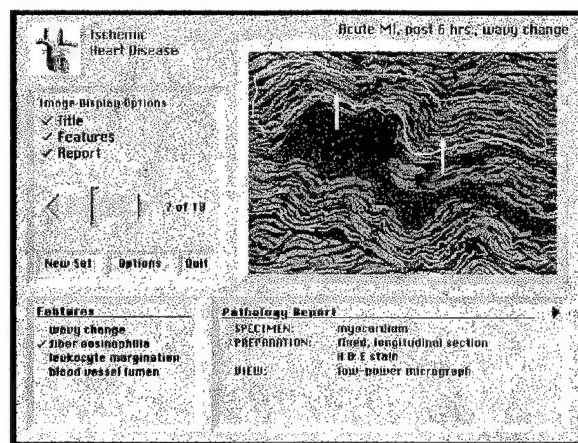 Ischemic
Heart Disease
Acute MI, post 6 hrs., wavy change
Image Display Options
✓ Title
✓ Features
✓ Report
7 of 18
New Set Options Quit
Features
wavy change
✓ fiber eosinophilia
leukocyte margination
blood vessel lumen
Pathology Report
SPECIMEN: myocardium
PREPARATION: fixed, longitudinal section
H & E stain
VIEW: low-power micrograph